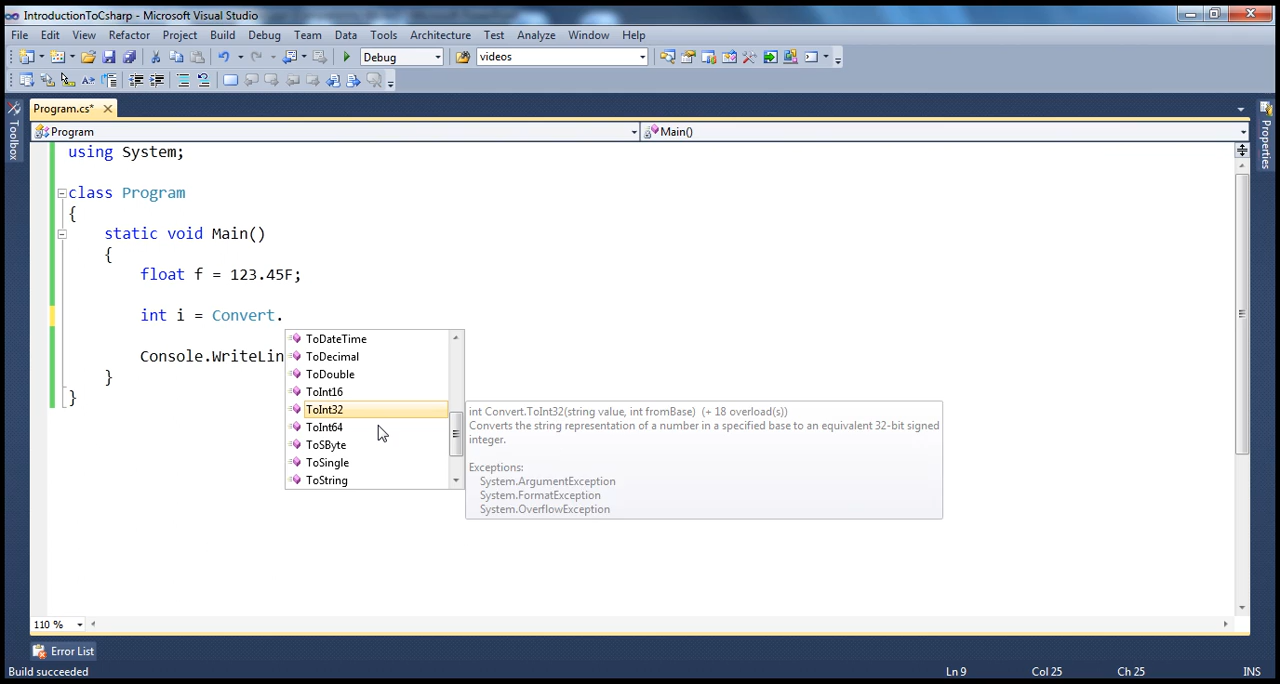 IntroductionToCsharp - Microsoft Visual Studio
File Edit View Refactor Project Build Debug Team Data Tools Architecture Test Analyze Window Help
Debug videos
Program.cs*
Toolbox
Properties
Program Main()
using System;
class Program
{
static void Main()
{
float f = 123.45F;
int i = Convert.
Console.WriteLin
}
}
ToDateTime
ToDecimal
ToDouble
ToInt16
ToInt32
ToInt64
ToSByte
ToSingle
ToString
int Convert.ToInt32(string value, int fromBase) (+ 18 overload(s))
Converts the string representation of a number in a specified base to an equivalent 32-bit signed
integer.
Exceptions:
System.ArgumentException
System.FormatException
System.OverflowException
110 %
Error List
Build succeeded Ln 9 Col 25 Ch 25 INS